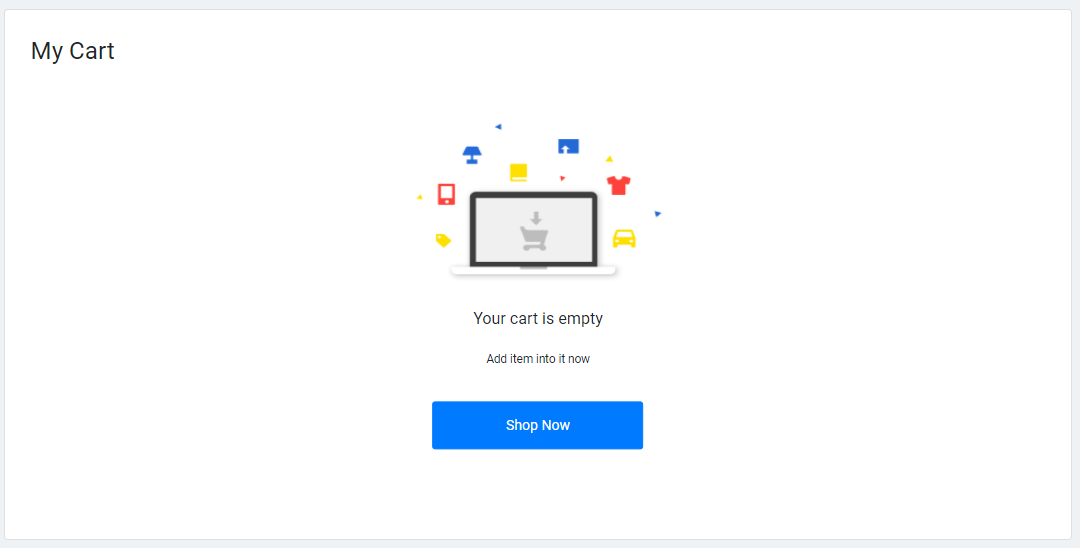 My Cart
Your cart is empty
Add item into it now
Shop Now